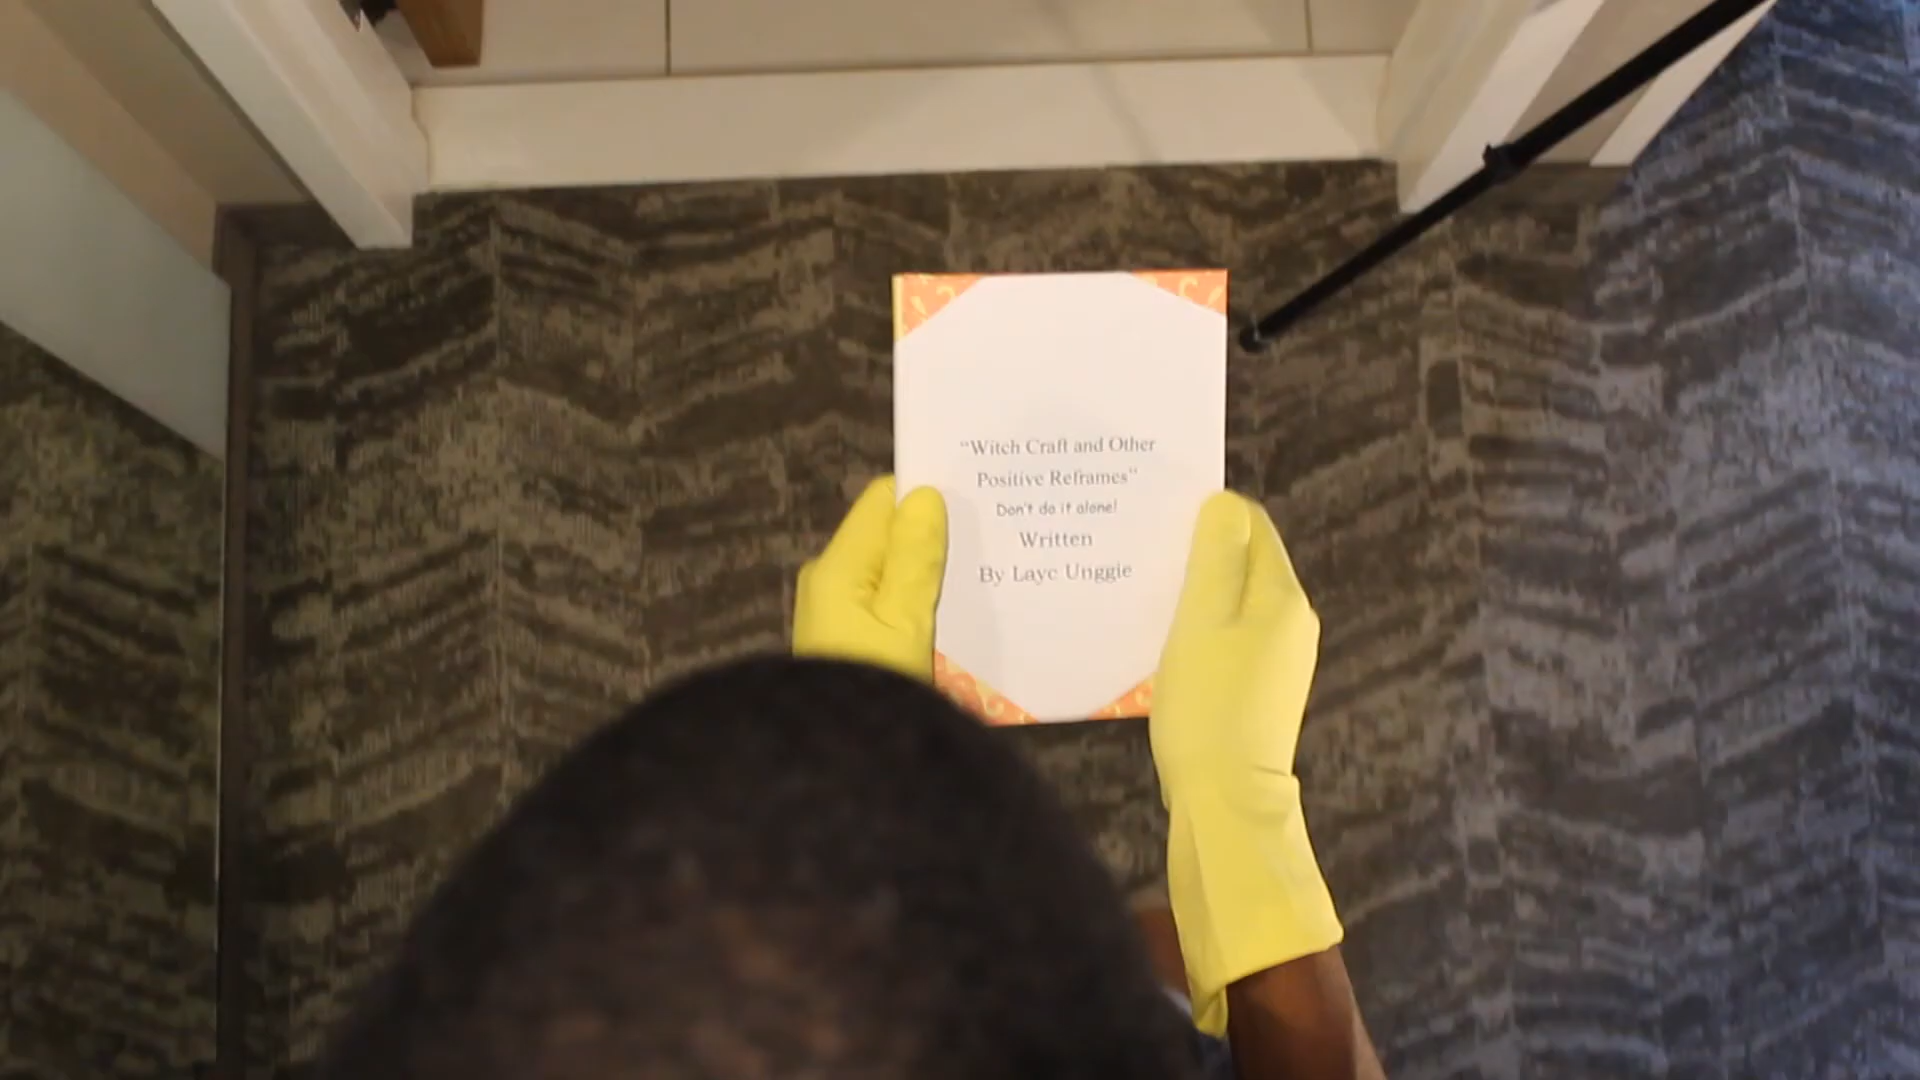 “Witch Craft and Other
Positive Reframes”
Don't do it alone!
Written
By Layc Unggie